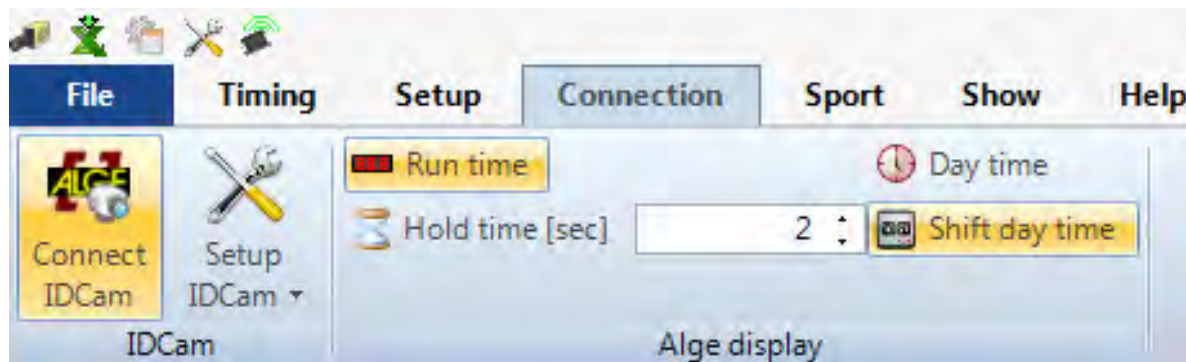 File Timing Setup Connection Sport Show Help
ALGE Run time Day time
Hold time [sec] 2 Shift day time
Connect Setup
IDCam IDCam
IDCam Alge display